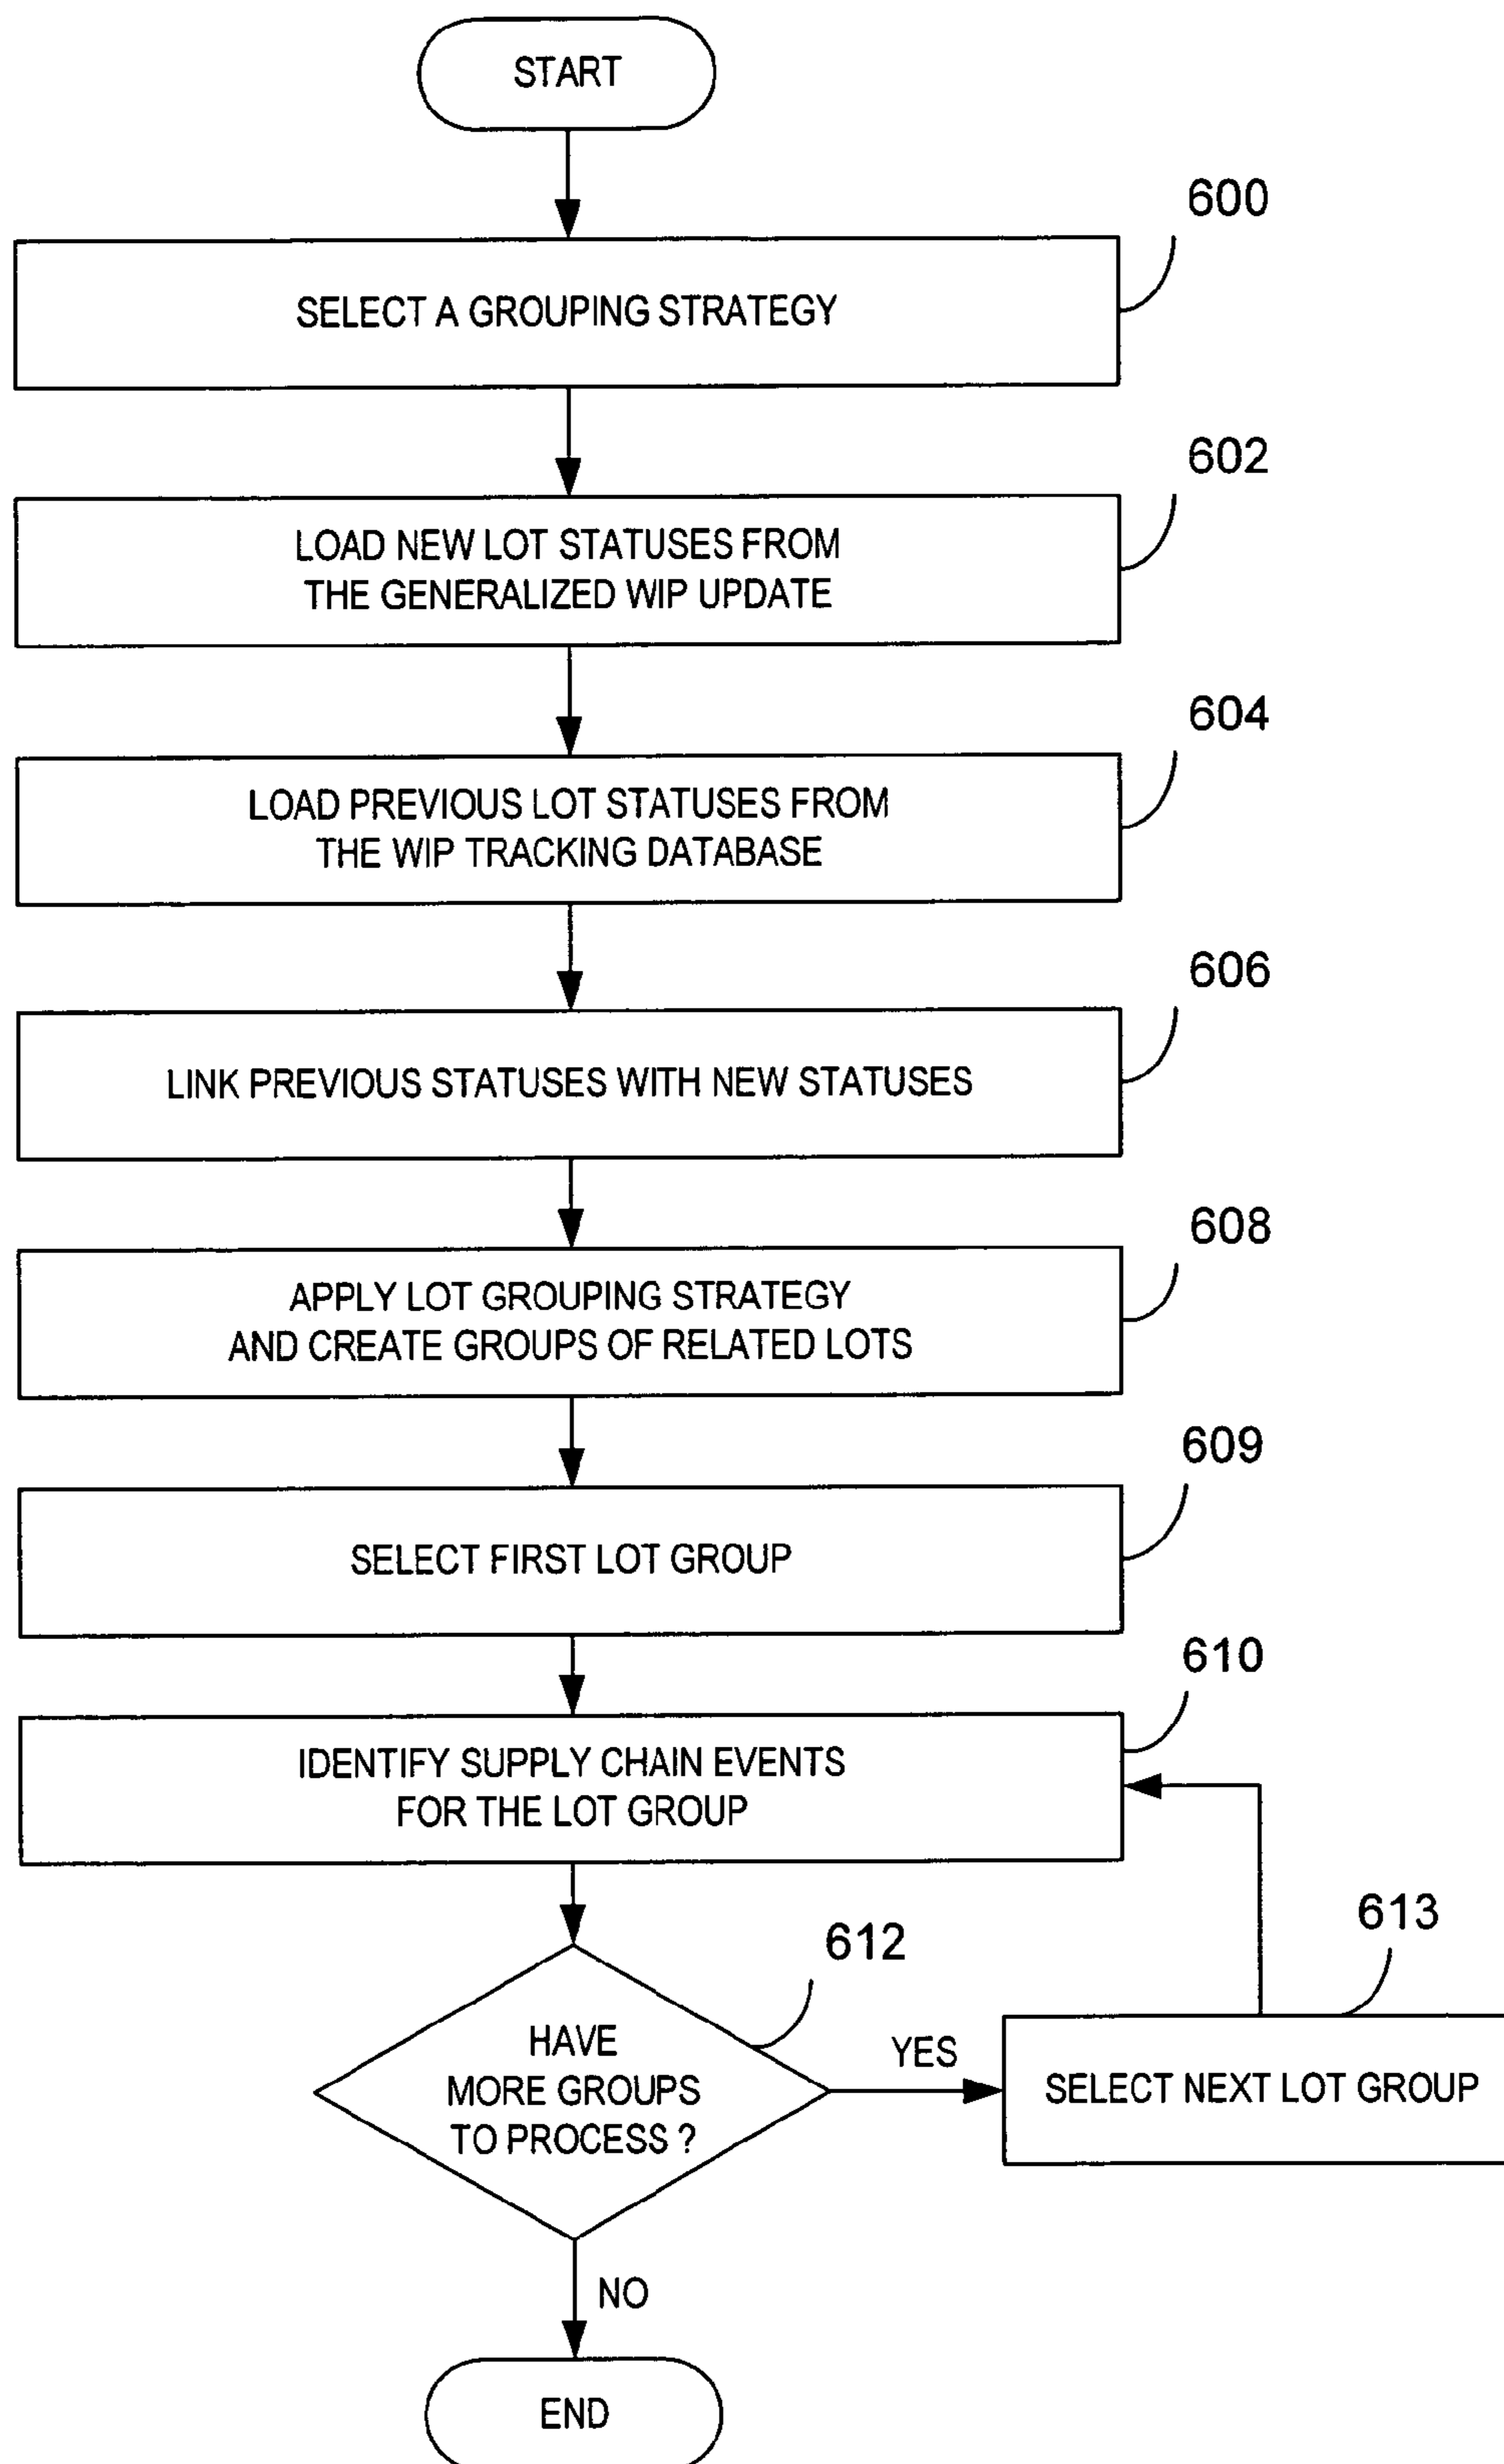 START
600
SELECT A GROUPING STRATEGY
602
LOAD NEW LOT STATUSES FROM
THE GENERALIZED WIP UPDATE
604
LOAD PREVIOUS LOT STATUSES FROM
THE WIP TRACKING DATABASE
606
LINK PREVIOUS STATUSES WITH NEW STATUSES
608
APPLY LOT GROUPING STRATEGY
AND CREATE GROUPS OF RELATED LOTS
609
SELECT FIRST LOT GROUP
610
IDENTIFY SUPPLY CHAIN EVENTS
FOR THE LOT GROUP
612
HAVE
MORE GROUPS
TO PROCESS ?
YES
613
SELECT NEXT LOT GROUP
NO
END